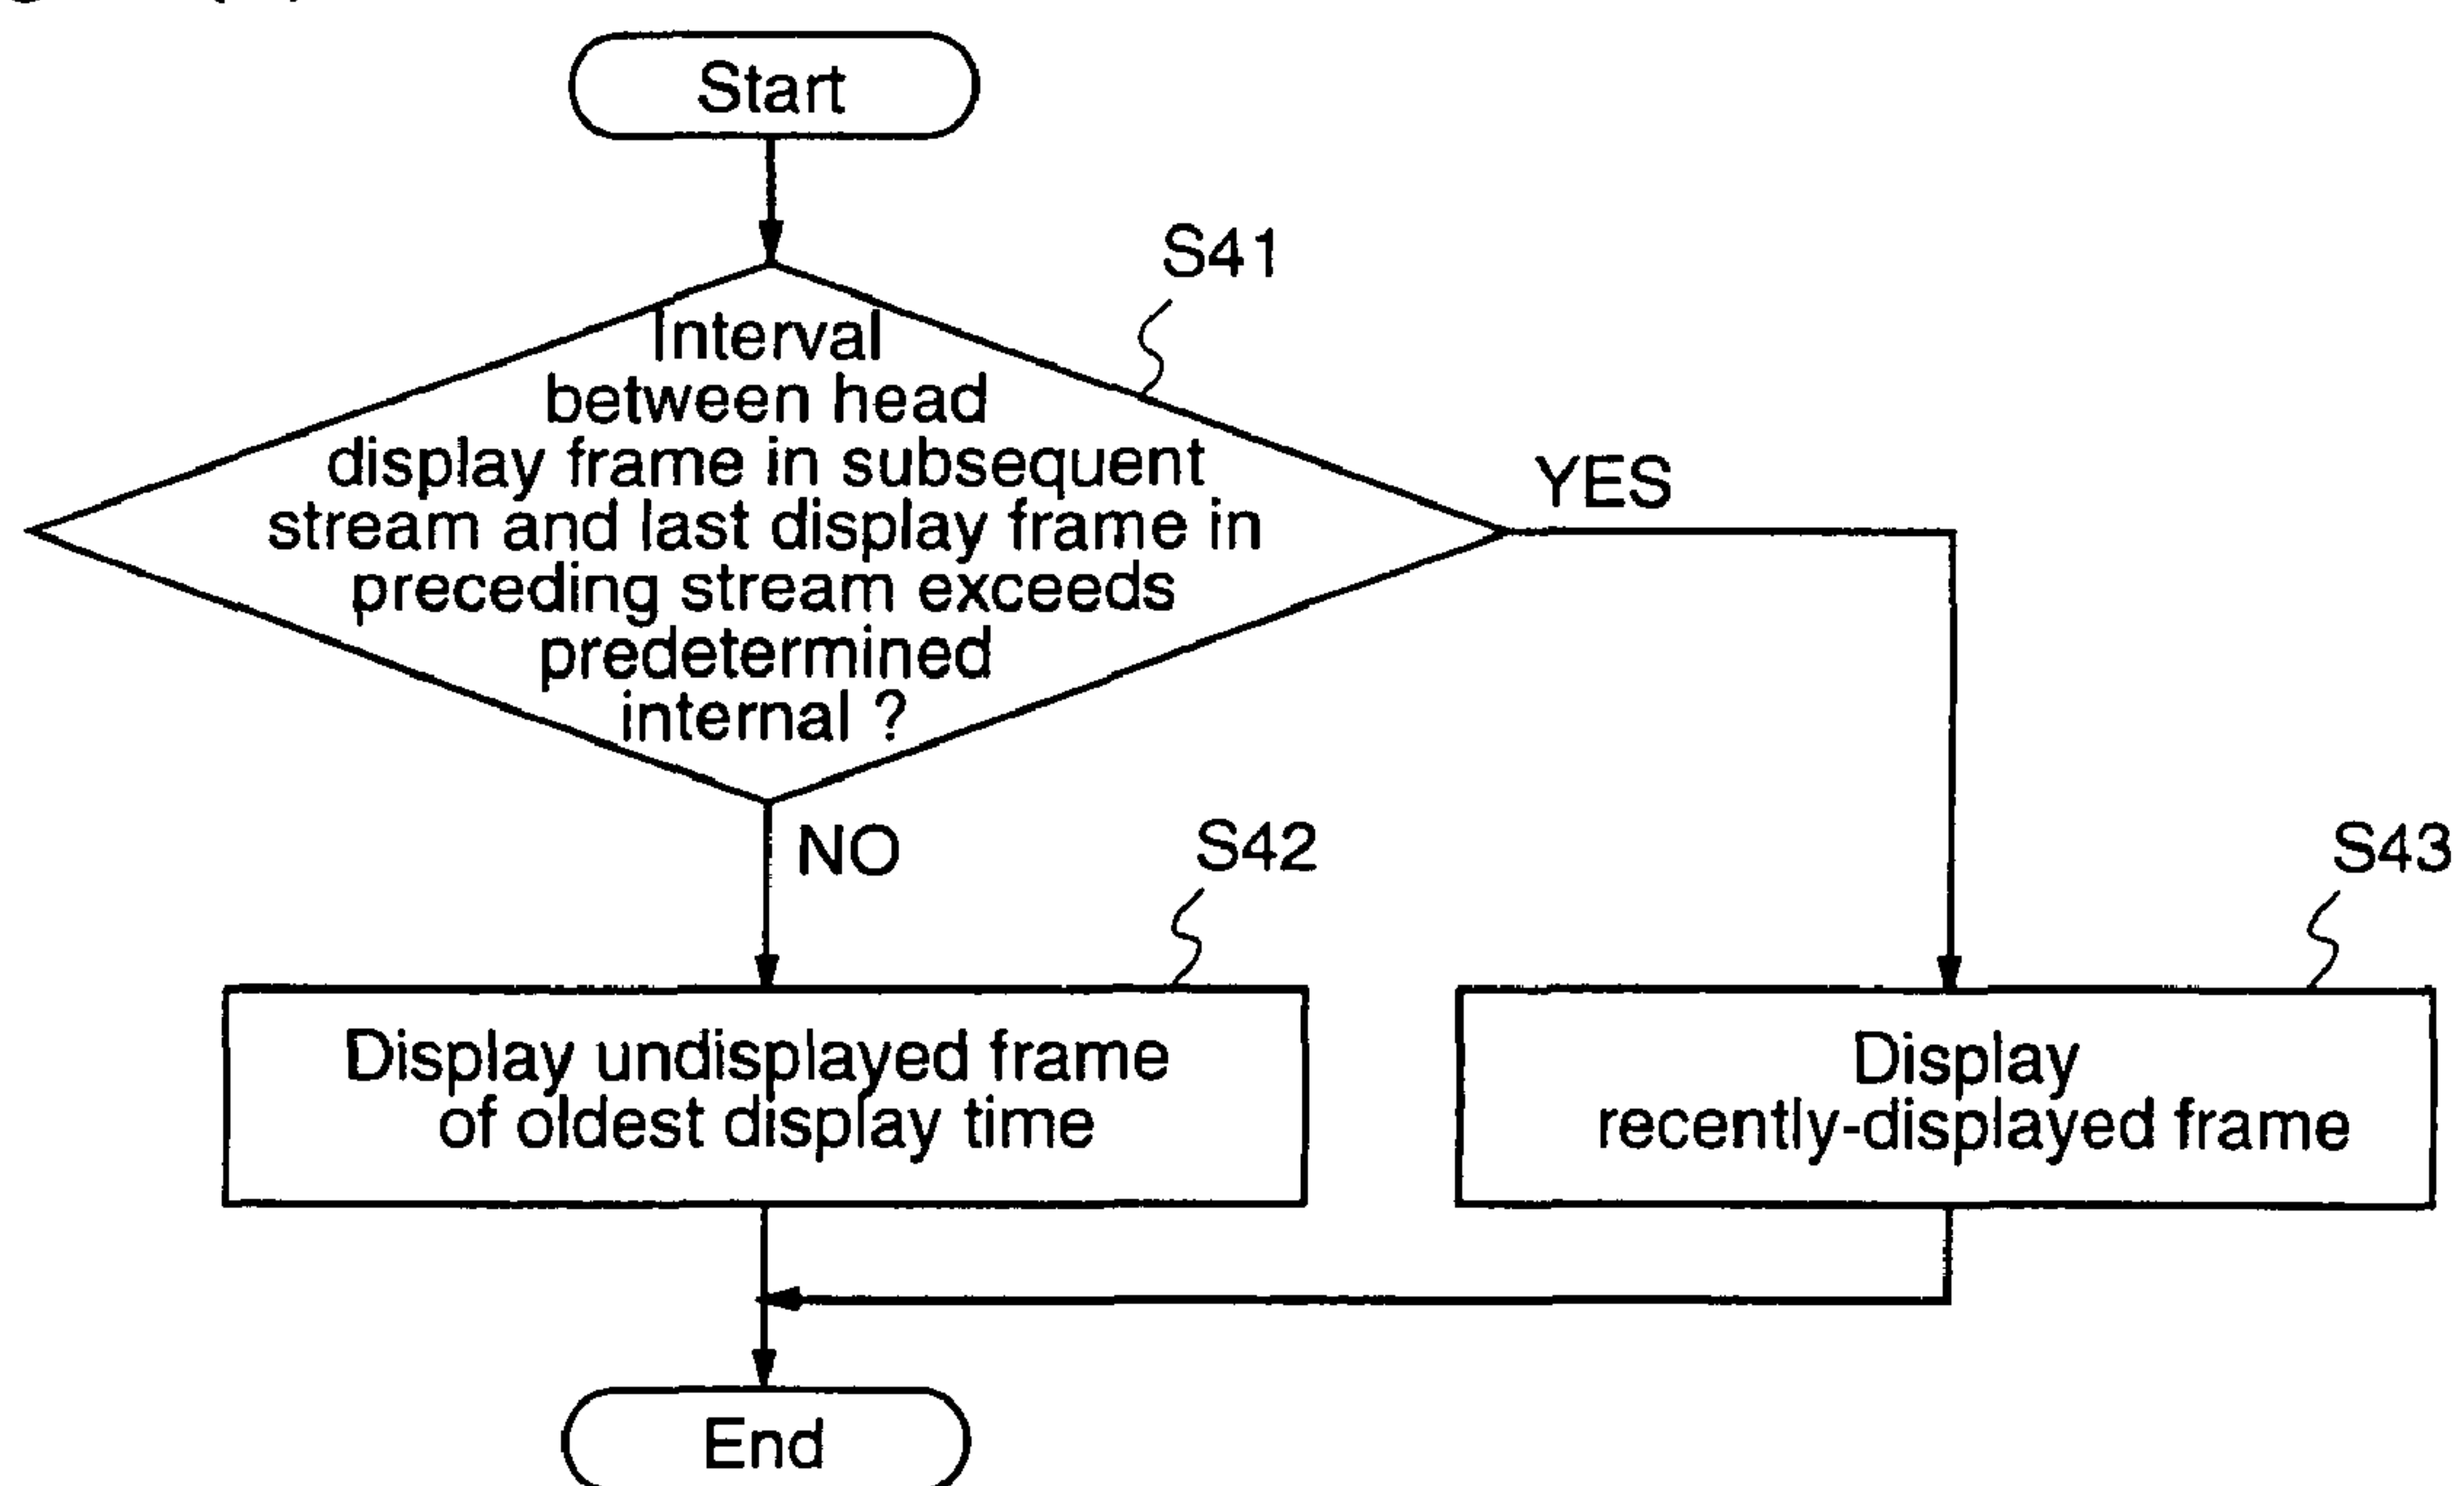 Start
S41
Interval
between head
display frame in subsequent
stream and last display frame in
preceding stream exceeds
predetermined
internal ?
YES
NO
S42
S43
Display undisplayed frame
of oldest display time
Display
recently-displayed frame
End